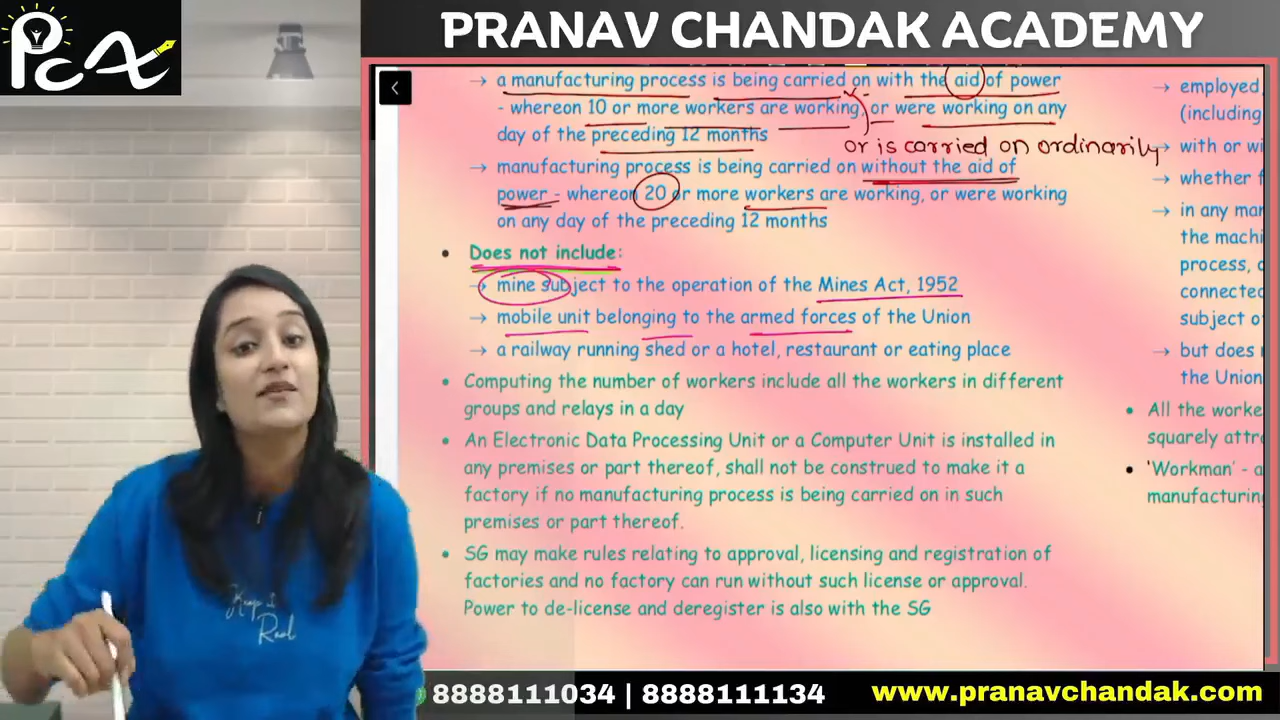 PCA
PRANAV CHANDAK ACADEMY
→ a manufacturing process is being carried on with the aid of power
- whereon 10 or more workers are working, or were working on any
day of the preceding 12 months
or is carried on ordinarily
→ manufacturing process is being carried on without the aid of
power - whereon 20 or more workers are working, or were working
on any day of the preceding 12 months
• Does not include:
→ mine subject to the operation of the Mines Act, 1952
→ mobile unit belonging to the armed forces of the Union
→ a railway running shed or a hotel, restaurant or eating place
• Computing the number of workers include all the workers in different
groups and relays in a day
• An Electronic Data Processing Unit or a Computer Unit is installed in
any premises or part thereof, shall not be construed to make it a
factory if no manufacturing process is being carried on in such
premises or part thereof.
• SG may make rules relating to approval, licensing and registration of
factories and no factory can run without such license or approval.
Power to de-license and deregister is also with the SG
→ employed,
(including
→ with or wi
→ whether f
→ in any man
the machi
process, o
connected
subject o
→ but does
the Union
• All the worke
squarely attr
• 'Workman' - a
manufacturing
Keep it
Real
8888111034 | 8888111134
www.pranavchandak.com